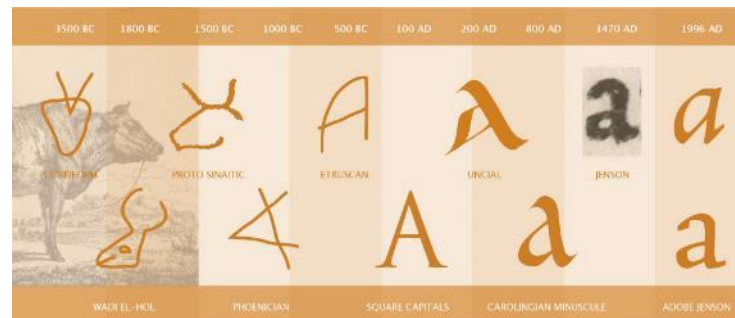 3500 BC 1800 BC 1500 BC 1000 BC 500 BC 100 AD 200 AD 800 AD 1470 AD 1996 AD
A A a a
CUNEIFORM PROTO SINAITIC ETRUSCAN UNCIAL JENSON
A a a
WADI EL-HOL PHOENICIAN SQUARE CAPITALS CAROLINGIAN MINUSCULE ADOBE JENSON